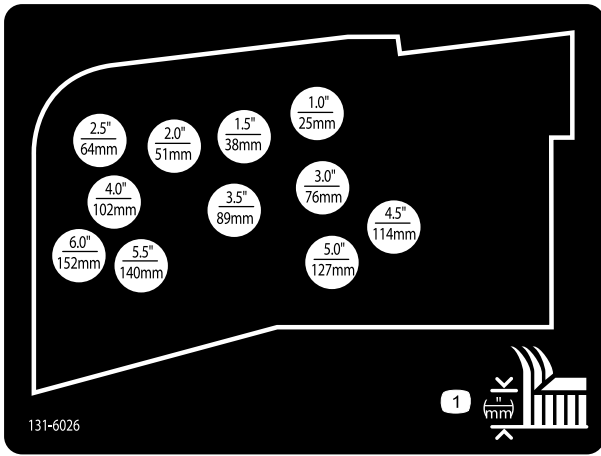 1.0"
25mm
1.5"
38mm
2.0"
51mm
2.5"
64mm
3.0"
76mm
3.5"
89mm
4.0"
102mm
4.5"
114mm
5.0"
127mm
5.5"
140mm
6.0"
152mm
1
(")
mm
131-6026